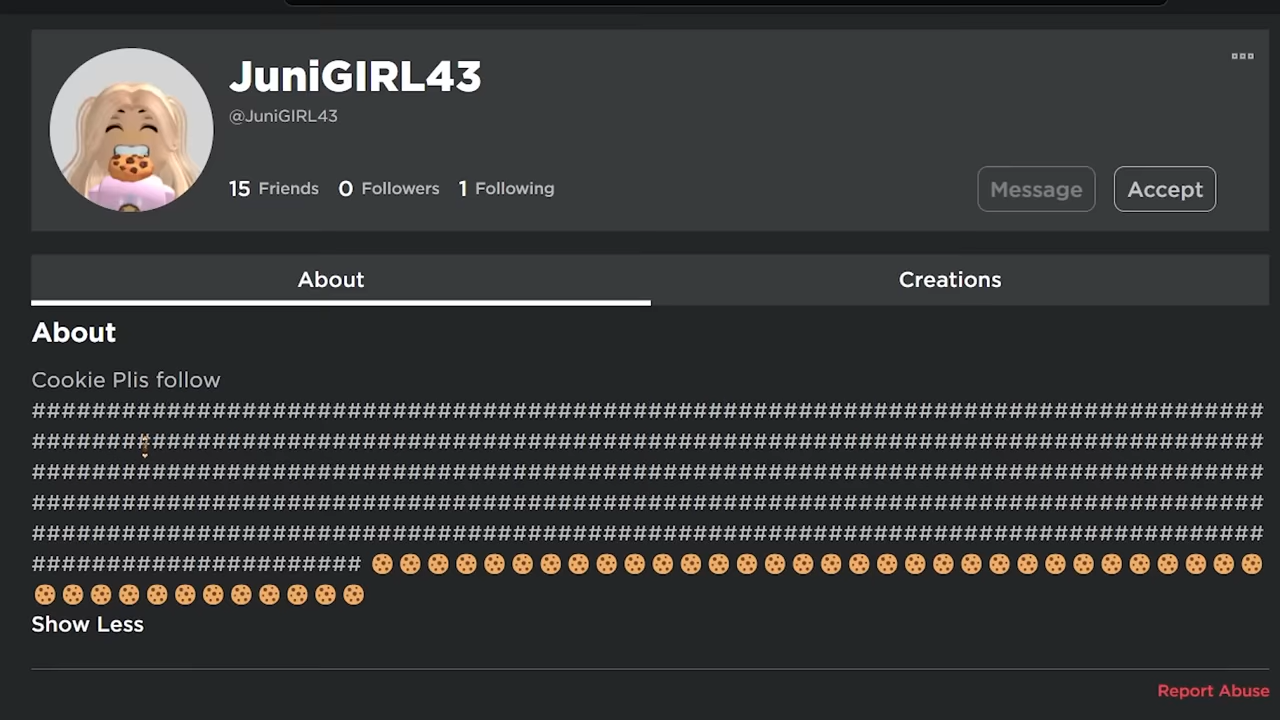 JuniGIRL43
@JuniGIRL43
15 Friends 0 Followers 1 Following
Message Accept
About Creations
About
Cookie Plis follow
##################################################################################
##################################################################################
##################################################################################
##################################################################################
##################################################################################
###################### 🍪🍪🍪🍪🍪🍪🍪🍪🍪🍪🍪🍪🍪🍪🍪🍪🍪🍪🍪🍪🍪🍪🍪🍪🍪🍪🍪🍪🍪🍪🍪🍪
🍪🍪🍪🍪🍪🍪🍪🍪🍪🍪🍪🍪
Show Less
Report Abuse